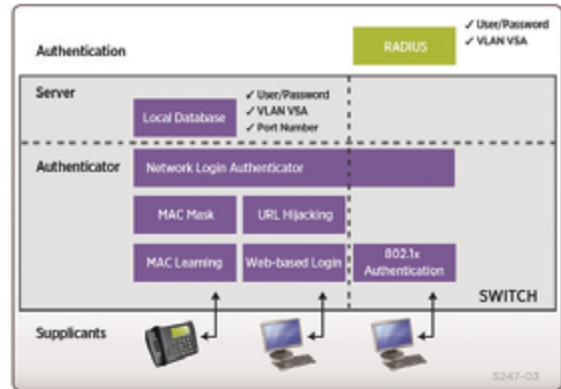 Authentication
RADIUS
✓ User/Password
✓ VLAN VSA
Server
Local Database
✓ User/Password
✓ VLAN VSA
✓ Port Number
Authenticator
Network Login Authenticator
MAC Mask
URL Hijacking
MAC Learning
Web-based Login
802.1x
Authentication
SWITCH
Supplicants
5247-03